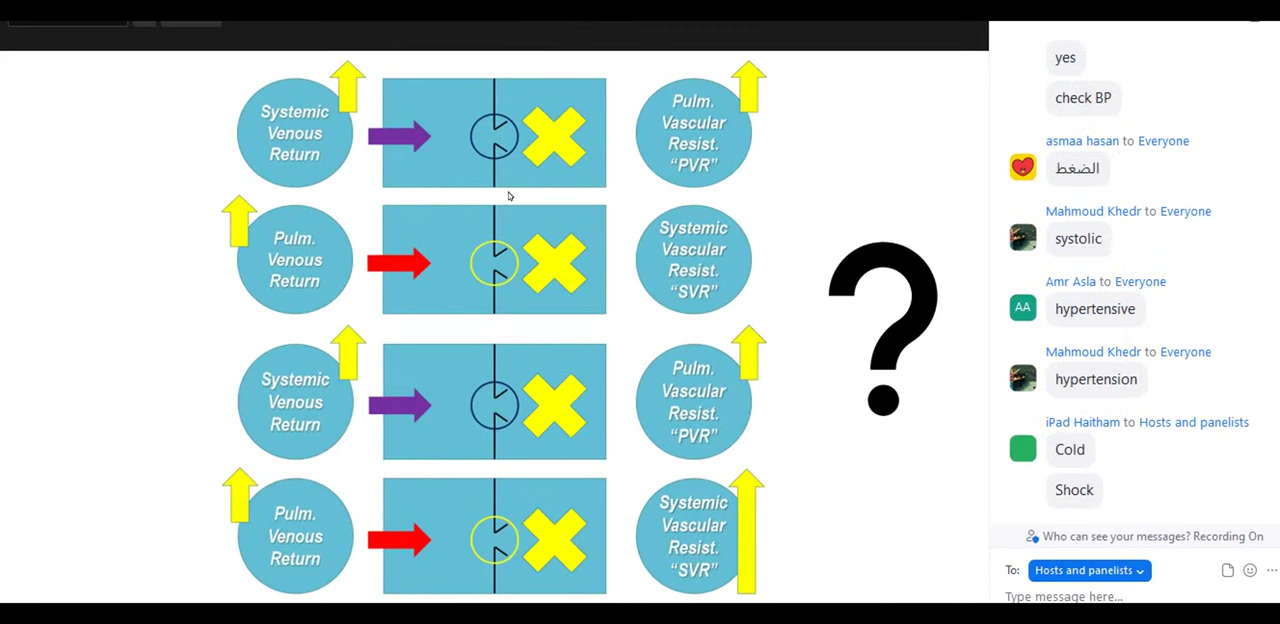 Systemic
Venous
Return
Pulm.
Vascular
Resist.
“PVR”
Pulm.
Venous
Return
Systemic
Vascular
Resist.
“SVR”
Systemic
Venous
Return
Pulm.
Vascular
Resist.
“PVR”
Pulm.
Venous
Return
Systemic
Vascular
Resist.
“SVR”
?
yes
check BP
asmaa hasan to Everyone
الضغط
Mahmoud Khedr to Everyone
systolic
Amr Asla to Everyone
AA
hypertensive
Mahmoud Khedr to Everyone
hypertension
iPad Haitham to Hosts and panelists
Cold
Shock
Who can see your messages? Recording On
To: Hosts and panelists
Type message here...